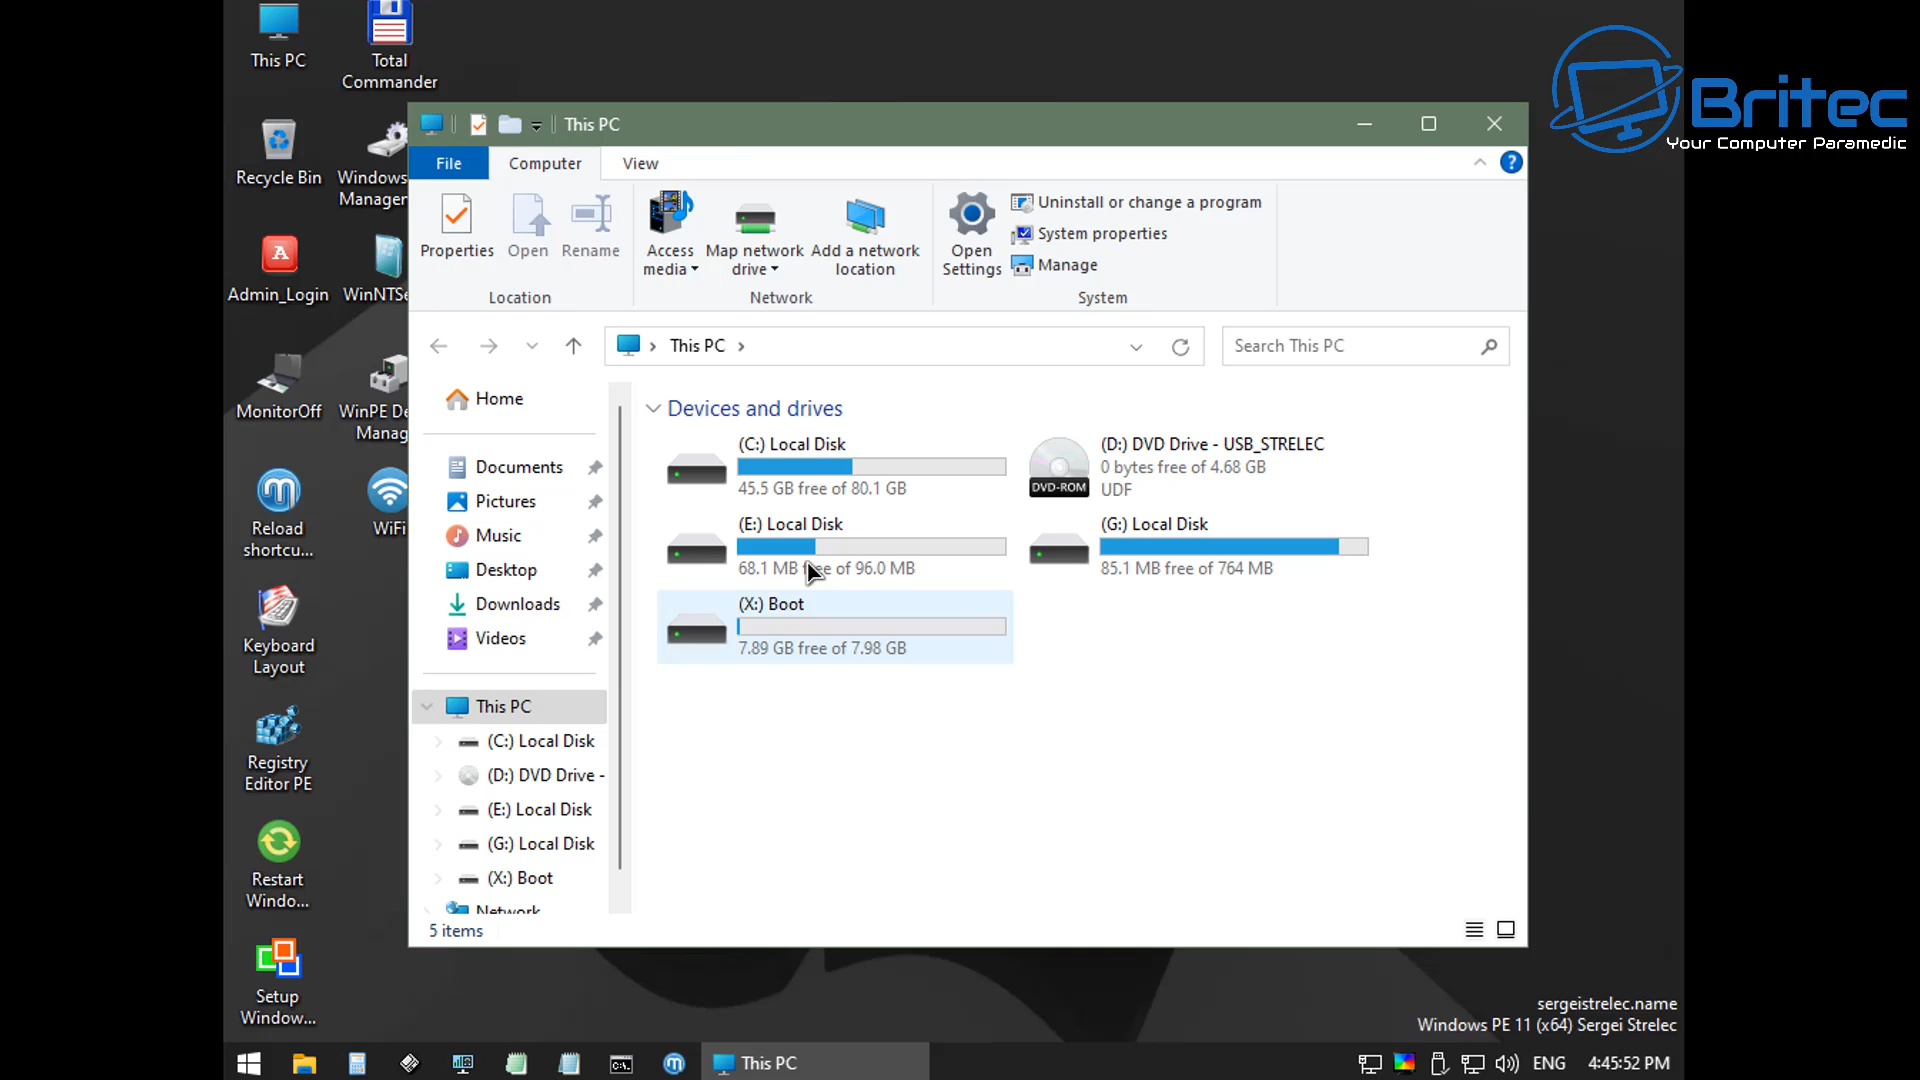 This PC
Total
Commander
Recycle Bin
Windows
Manager
Admin_Login
WinNTSe
MonitorOff
WinPE De
Manag
Reload
shortcu...
WiFi
Keyboard
Layout
Registry
Editor PE
Restart
Windo...
Setup
Window...
Britec
Your Computer Paramedic
This PC
File
Computer
View
Properties
Open
Rename
Location
Access
media
Map network
drive
Add a network
location
Network
Open
Settings
Uninstall or change a program
System properties
Manage
System
This PC
Search This PC
Home
Documents
Pictures
Music
Desktop
Downloads
Videos
This PC
(C:) Local Disk
(D:) DVD Drive -
(E:) Local Disk
(G:) Local Disk
(X:) Boot
Network
Devices and drives
(C:) Local Disk
45.5 GB free of 80.1 GB
DVD-ROM
(D:) DVD Drive - USB_STRELEC
0 bytes free of 4.68 GB
UDF
(E:) Local Disk
68.1 MB free of 96.0 MB
(G:) Local Disk
85.1 MB free of 764 MB
(X:) Boot
7.89 GB free of 7.98 GB
5 items
sergeistrelec.name
Windows PE 11 (x64) Sergei Strelec
This PC
ENG
4:45:52 PM